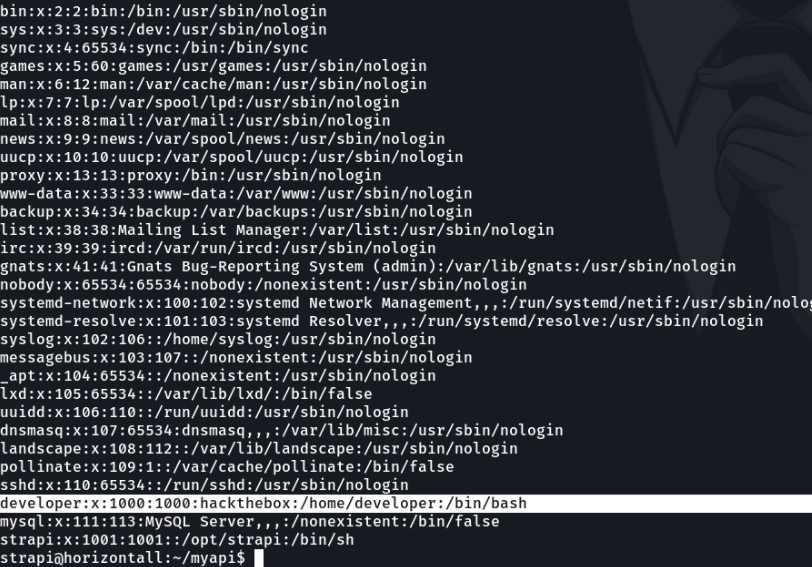 bin:x:2:2:bin:/bin:/usr/sbin/nologin
sys:x:3:3:sys:/dev:/usr/sbin/nologin
sync:x:4:65534:sync:/bin:/bin/sync
games:x:5:60:games:/usr/games:/usr/sbin/nologin
man:x:6:12:man:/var/cache/man:/usr/sbin/nologin
lp:x:7:7:lp:/var/spool/lpd:/usr/sbin/nologin
mail:x:8:8:mail:/var/mail:/usr/sbin/nologin
news:x:9:9:news:/var/spool/news:/usr/sbin/nologin
uucp:x:10:10:uucp:/var/spool/uucp:/usr/sbin/nologin
proxy:x:13:13:proxy:/bin:/usr/sbin/nologin
www-data:x:33:33:www-data:/var/www:/usr/sbin/nologin
backup:x:34:34:backup:/var/backups:/usr/sbin/nologin
list:x:38:38:Mailing List Manager:/var/list:/usr/sbin/nologin
irc:x:39:39:ircd:/var/run/ircd:/usr/sbin/nologin
gnats:x:41:41:Gnats Bug-Reporting System (admin):/var/lib/gnats:/usr/sbin/nologin
nobody:x:65534:65534:nobody:/nonexistent:/usr/sbin/nologin
systemd-network:x:100:102:systemd Network Management,,,:/run/systemd/netif:/usr/sbin/nolo
systemd-resolve:x:101:103:systemd Resolver,,,:/run/systemd/resolve:/usr/sbin/nologin
syslog:x:102:106::/home/syslog:/usr/sbin/nologin
messagebus:x:103:107::/nonexistent:/usr/sbin/nologin
_apt:x:104:65534::/nonexistent:/usr/sbin/nologin
lxd:x:105:65534::/var/lib/lxd/:/bin/false
uuidd:x:106:110::/run/uuidd:/usr/sbin/nologin
dnsmasq:x:107:65534:dnsmasq,,,:/var/lib/misc:/usr/sbin/nologin
landscape:x:108:112::/var/lib/landscape:/usr/sbin/nologin
pollinate:x:109:1::/var/cache/pollinate:/bin/false
sshd:x:110:65534::/run/sshd:/usr/sbin/nologin
developer:x:1000:1000:hackthebox:/home/developer:/bin/bash
mysql:x:111:113:MySQL Server,,,:/nonexistent:/bin/false
strapi:x:1001:1001::/opt/strapi:/bin/sh
strapi@horizontall:~/myapi$